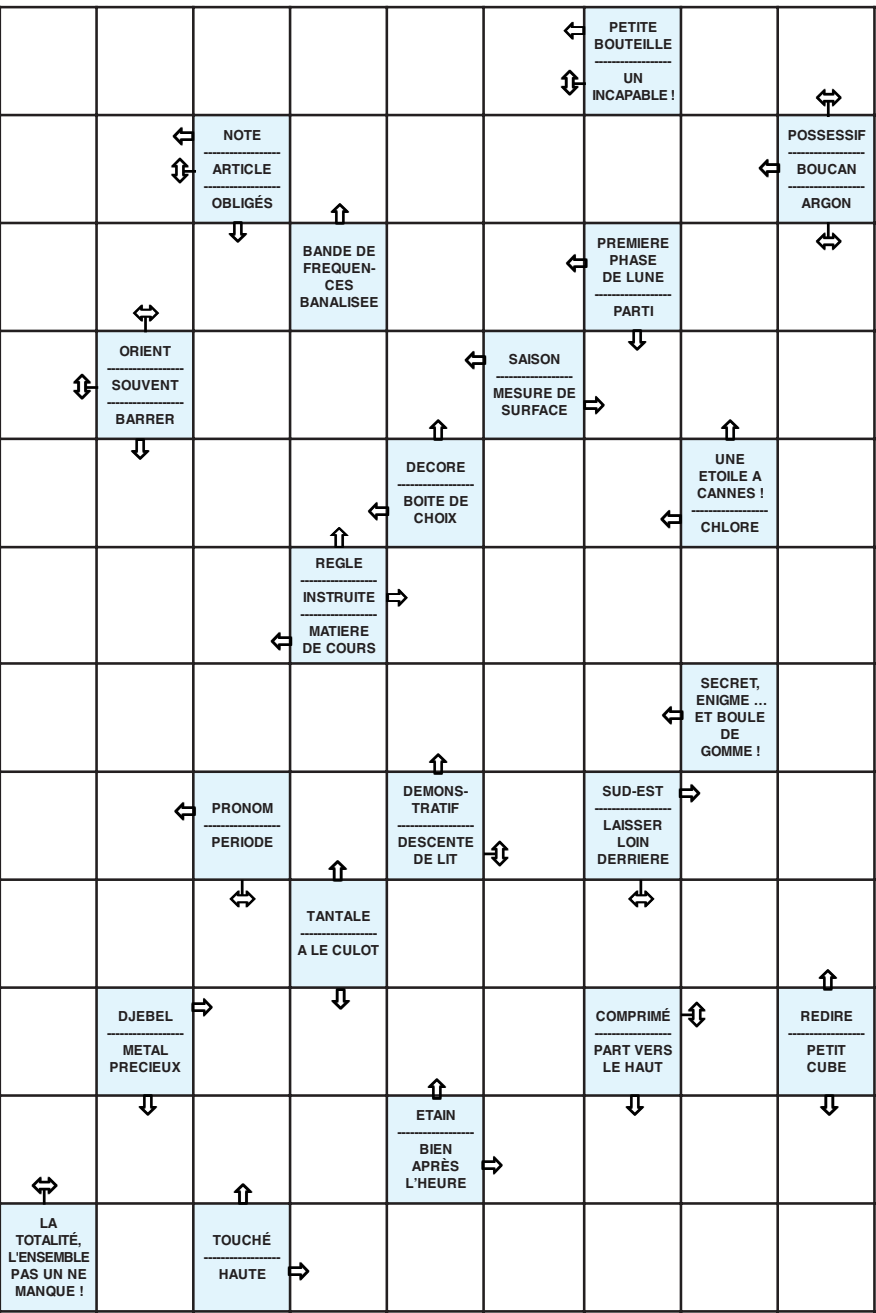 PETITE
BOUTEILLE
UN
INCAPABLE !
NOTE
ARTICLE
OBLIGÉS
POSSESSIF
BOUCAN
ARGON
BANDE DE
FREQUEN-
CES
BANALISEE
PREMIERE
PHASE
DE LUNE
PARTI
ORIENT
SOUVENT
BARRER
SAISON
MESURE DE
SURFACE
DECORE
BOITE DE
CHOIX
UNE
ETOILE A
CANNES !
CHLORE
REGLE
INSTRUITE
MATIERE
DE COURS
SECRET,
ENIGME ...
ET BOULE
DE
GOMME !
PRONOM
PERIODE
DEMONS-
TRATIF
DESCENTE
DE LIT
SUD-EST
LAISSER
LOIN
DERRIERE
TANTALE
A LE CULOT
DJEBEL
METAL
PRECIEUX
COMPRIMÉ
PART VERS
LE HAUT
REDIRE
PETIT
CUBE
ETAIN
BIEN
APRÈS
L'HEURE
LA
TOTALITÉ,
L'ENSEMBLE
PAS UN NE
MANQUE !
TOUCHÉ
HAUTE